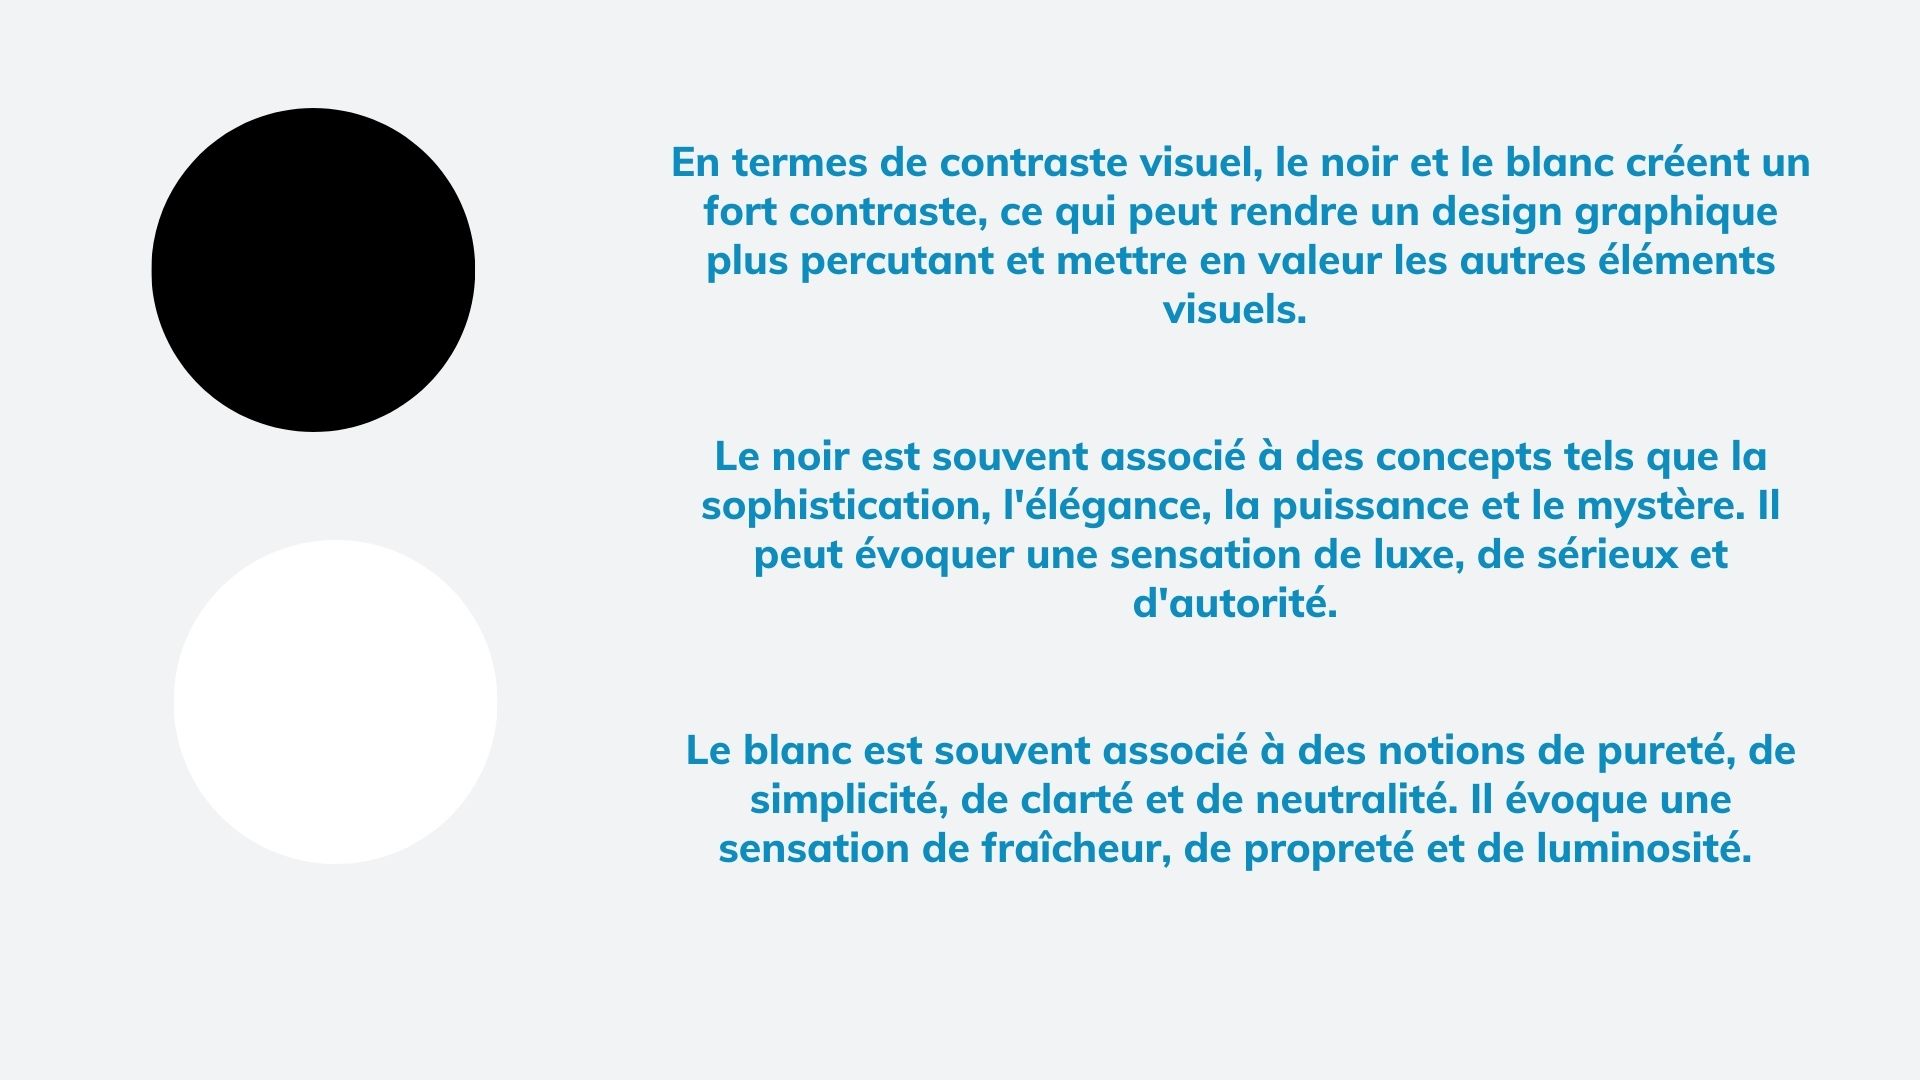 En termes de contraste visuel, le noir et le blanc créent un
fort contraste, ce qui peut rendre un design graphique
plus percutant et mettre en valeur les autres éléments
visuels.
Le noir est souvent associé à des concepts tels que la
sophistication, l'élégance, la puissance et le mystère. Il
peut évoquer une sensation de luxe, de sérieux et
d'autorité.
Le blanc est souvent associé à des notions de pureté, de
simplicité, de clarté et de neutralité. Il évoque une
sensation de fraîcheur, de propreté et de luminosité.